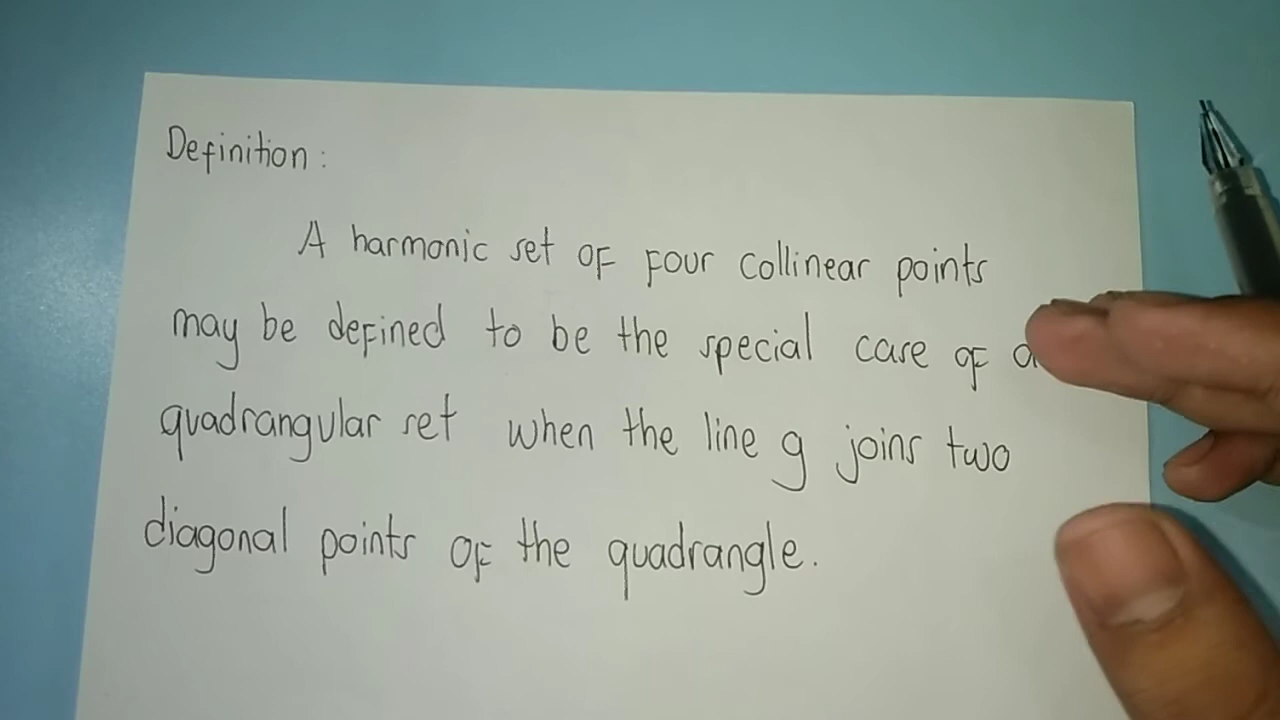 Definition:
A harmonic set of four collinear points
may be defined to be the special case of a
quadrangular set when the line g joins two
diagonal points of the quadrangle.